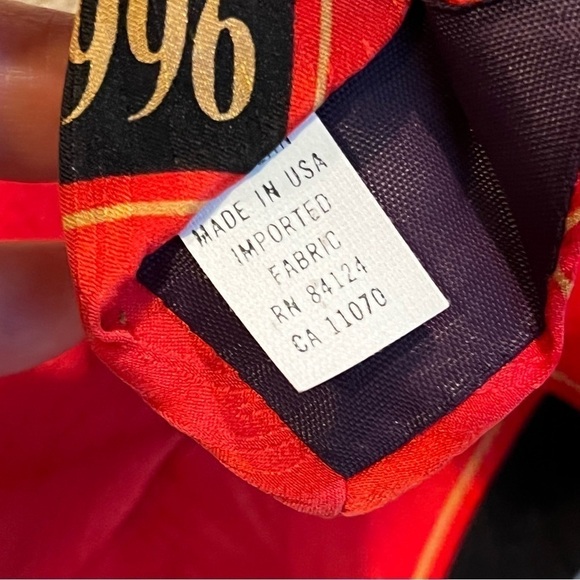 996
MADE IN USA
IMPORTED
FABRIC
RN 84124
CA 11070